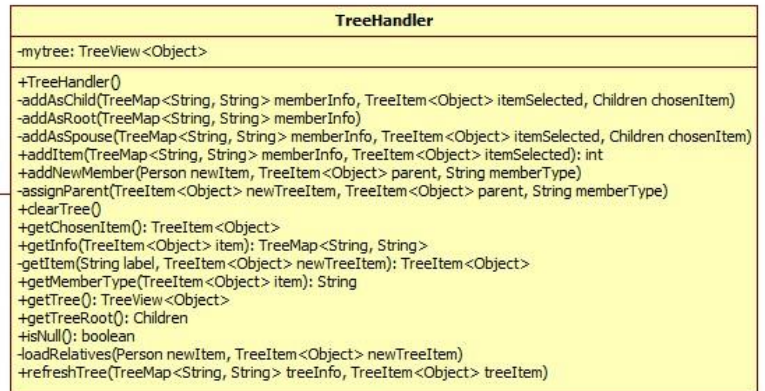 TreeHandler
-mytree: TreeView<Object>
+TreeHandler()
-addAsChild(TreeMap<String, String> memberInfo, TreeItem<Object> itemSelected, Children chosenItem)
-addAsRoot(TreeMap<String, String> memberInfo)
-addAsSpouse(TreeMap<String, String> memberInfo, TreeItem<Object> itemSelected, Children chosenItem)
+addItem(TreeMap<String, String> memberInfo, TreeItem<Object> itemSelected): int
+addNewMember(Person newItem, TreeItem<Object> parent, String memberType)
-assignParent(TreeItem<Object> newTreeItem, TreeItem<Object> parent, String memberType)
+clearTree()
+getChosenItem(): TreeItem<Object>
+getInfo(TreeItem<Object> item): TreeMap<String, String>
-getItem(String label, TreeItem<Object> newTreeItem): TreeItem<Object>
+getMemberType(TreeItem<Object> item): String
+getTree(): TreeView<Object>
+getTreeRoot(): Children
+isNull(): boolean
-loadRelatives(Person newItem, TreeItem<Object> newTreeItem)
+refreshTree(TreeMap<String, String> treeInfo, TreeItem<Object> treeItem)